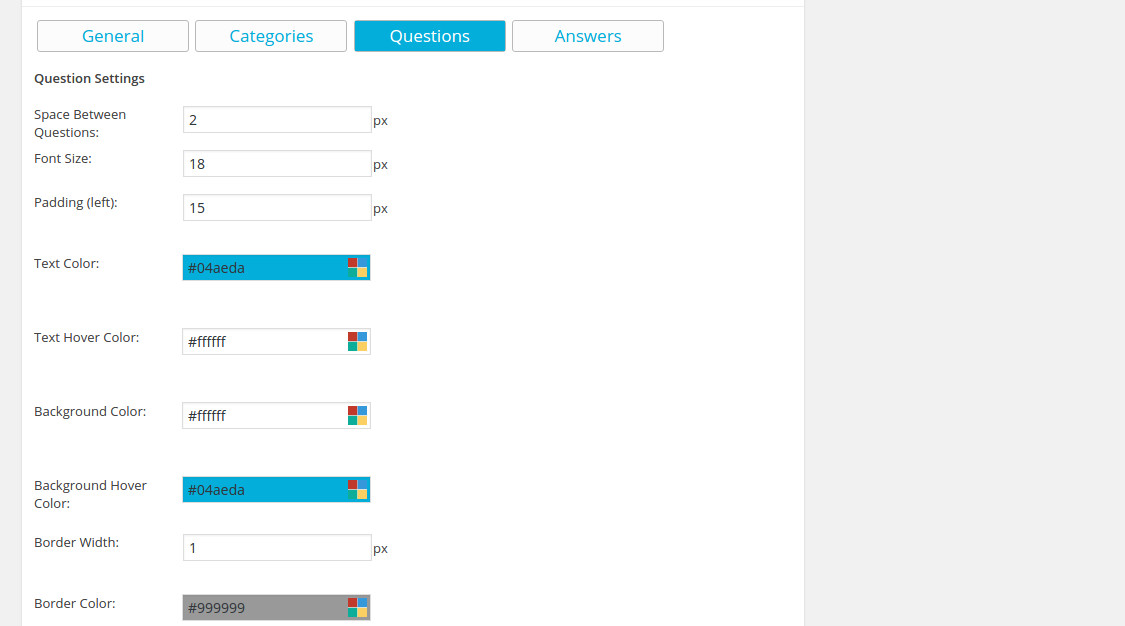 General Categories Questions Answers
Question Settings
Space Between
Questions:
2 px
Font Size:
18 px
Padding (left):
15 px
Text Color:
#04aeda
Text Hover Color:
#ffffff
Background Color:
#ffffff
Background Hover
Color:
#04aeda
Border Width:
1 px
Border Color:
#999999